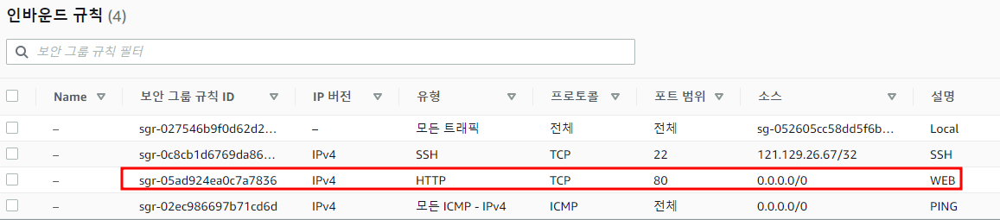 인바운드 규칙 (4)
보안 그룹 규칙 필터
Name 보안 그룹 규칙 ID IP 버전 유형 프로토콜 포트 범위 소스 설명
– sgr-027546b9f0d62d2... – 모든 트래픽 전체 전체 sg-052605cc58dd5f6b... Local
– sgr-0c8cb1d6769da86... IPv4 SSH TCP 22 121.129.26.67/32 SSH
– sgr-05ad924ea0c7a7836 IPv4 HTTP TCP 80 0.0.0.0/0 WEB
– sgr-02ec986697b71cd6d IPv4 모든 ICMP - IPv4 ICMP 전체 0.0.0.0/0 PING